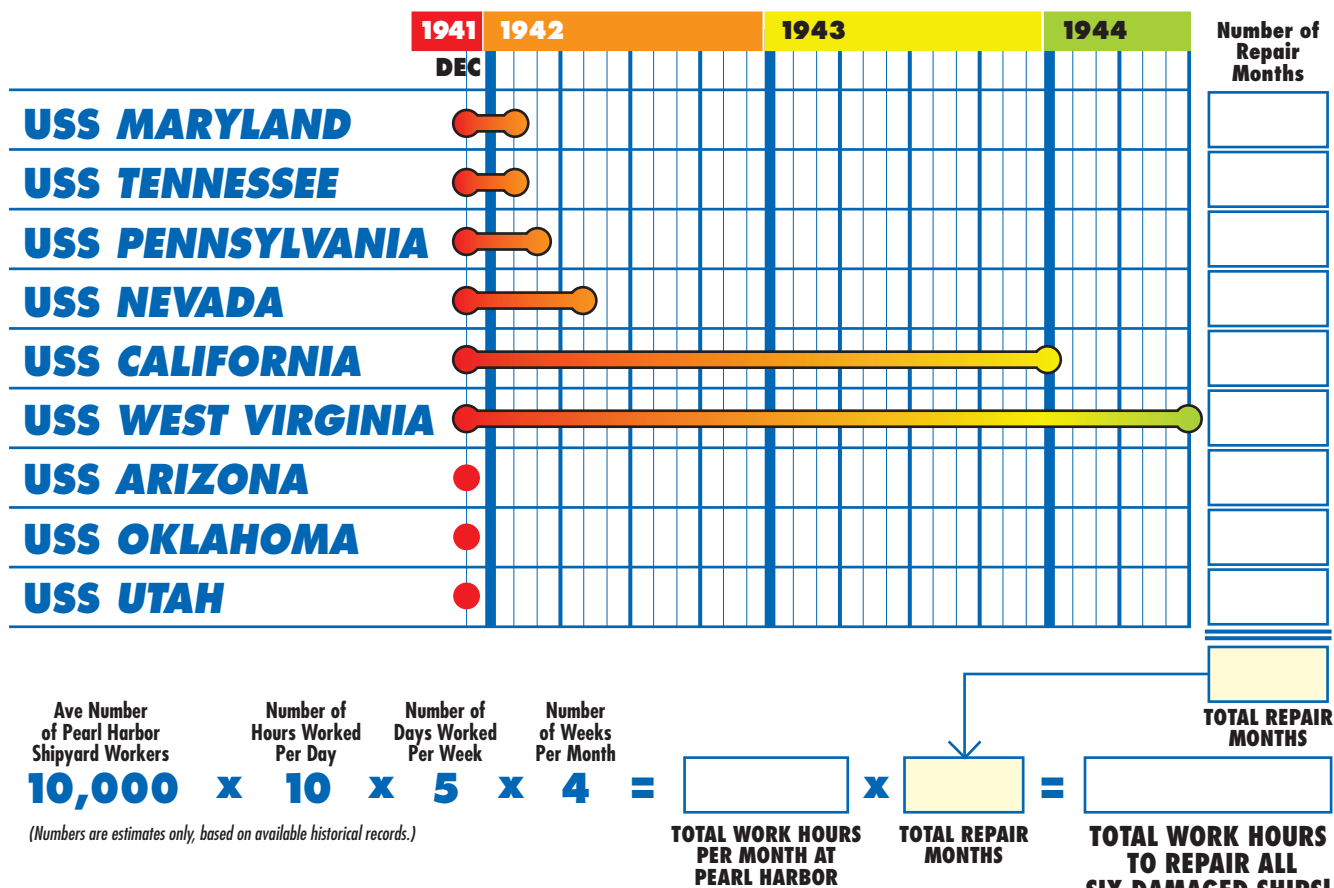 1941 1942 1943 1944
DEC
Number of
Repair
Months
USS MARYLAND
USS TENNESSEE
USS PENNSYLVANIA
USS NEVADA
USS CALIFORNIA
USS WEST VIRGINIA
USS ARIZONA
USS OKLAHOMA
USS UTAH
TOTAL REPAIR
MONTHS
Ave Number
of Pearl Harbor
Shipyard Workers
Number of
Hours Worked
Per Day
Number of
Days Worked
Per Week
Number
of Weeks
Per Month
10,000 x 10 x 5 x 4 = x =
(Numbers are estimates only, based on available historical records.)
TOTAL WORK HOURS
PER MONTH AT
PEARL HARBOR
TOTAL REPAIR
MONTHS
TOTAL WORK HOURS
TO REPAIR ALL
SIX DAMAGED SHIPS!